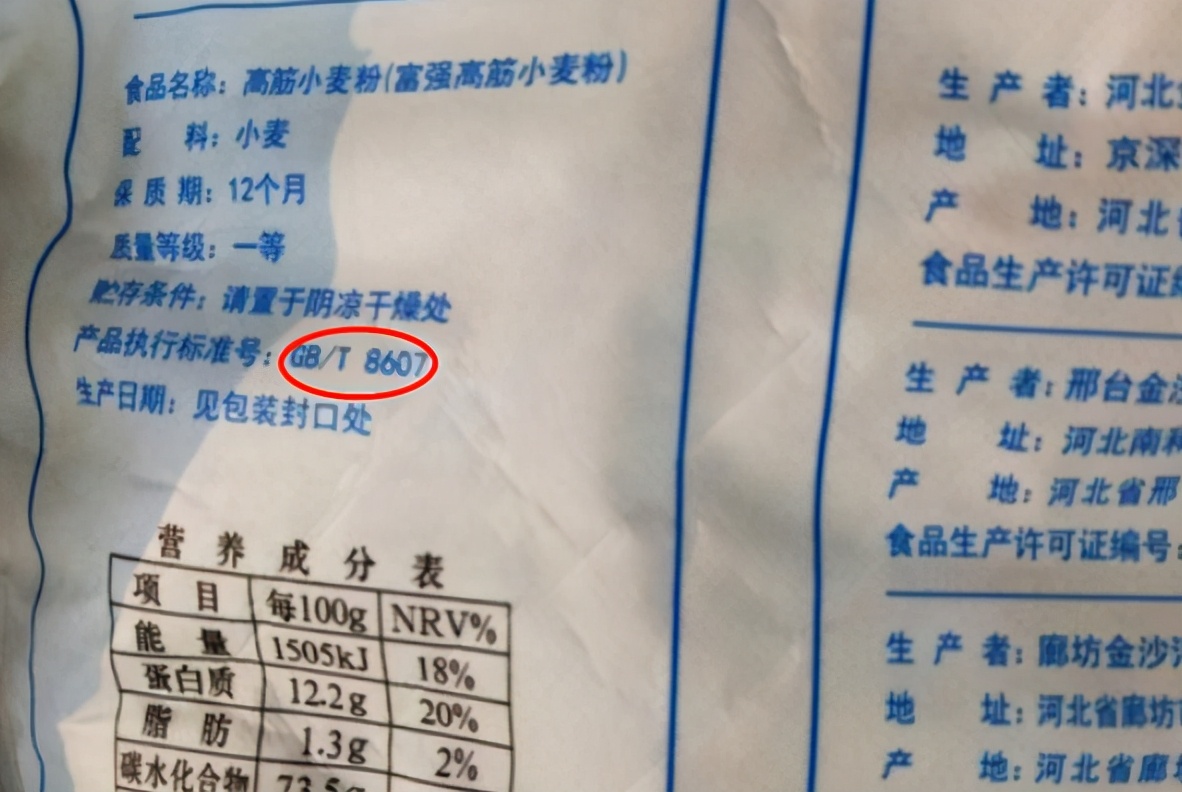 食品名称：高筋小麦粉(富强高筋小麦粉)
配 料：小麦
保 质 期：12个月
质量等级：一等
贮存条件：请置于阴凉干燥处
产品执行标准号：GB/T 8607
生产日期：见包装封口处
营养成分表
项 目 每100g NRV%
能 量 1505kJ 18%
蛋白质 12.2g 20%
脂 肪 1.3g 2%
碳水化合物 73.5g
生 产 者：河北
地 址：京深
产 地：河北
食品生产许可证
生 产 者：邢台金沙
地 址：河北南和
产 地：河北省邢
食品生产许可证编号：
生 产 者：廊坊金沙
地 址：河北省廊坊
产 地：河北省廊